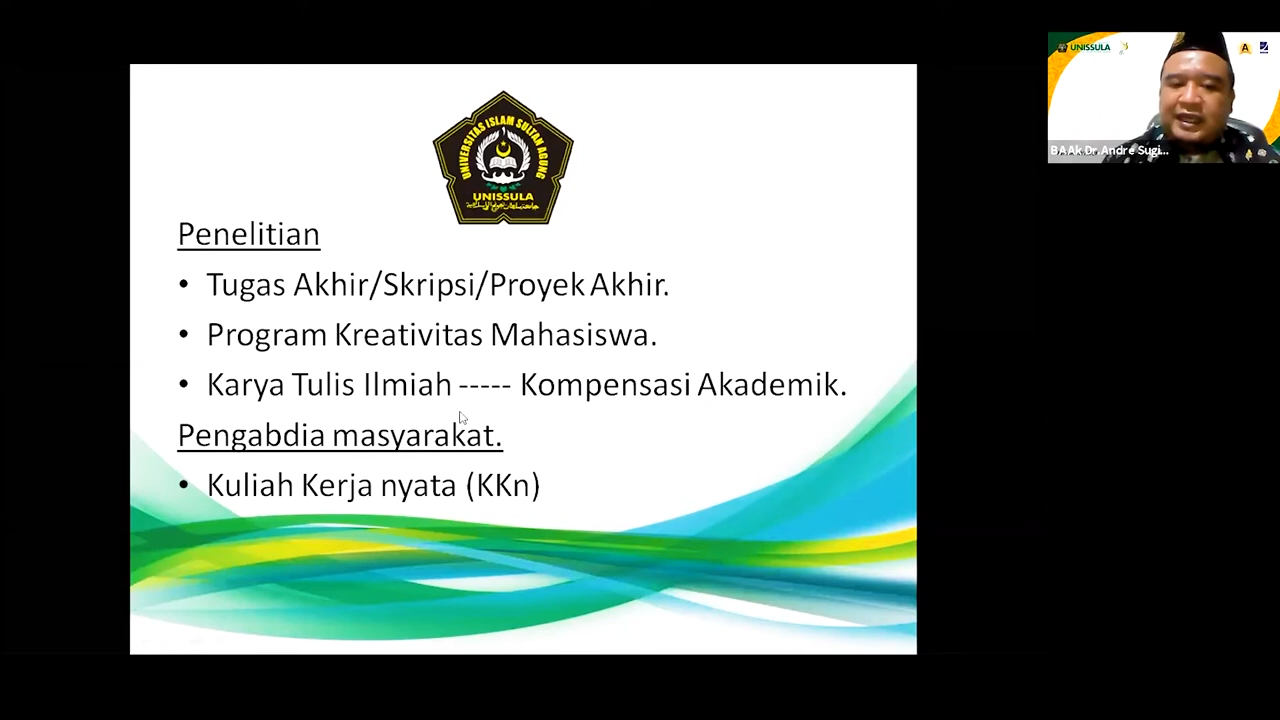 UNIVERSITAS ISLAM SULTAN AGUNG
UNISSULA
Penelitian
• Tugas Akhir/Skripsi/Proyek Akhir.
• Program Kreativitas Mahasiswa.
• Karya Tulis Ilmiah ----- Kompensasi Akademik.
Pengabdia masyarakat.
• Kuliah Kerja nyata (KKn)
UNISSULA
A
BAAk Dr. Andre Sugi...